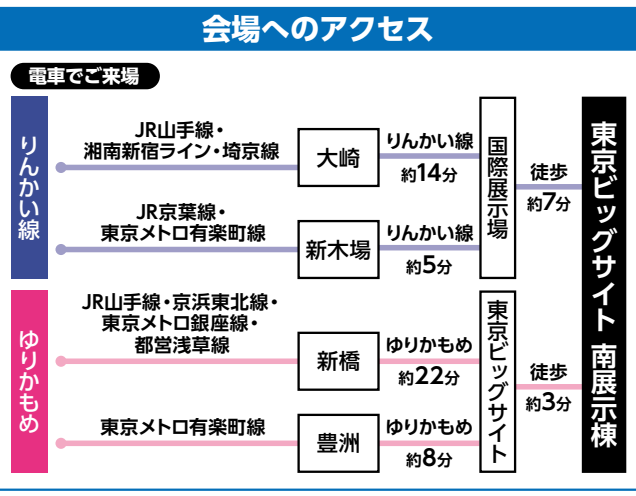 会場へのアクセス
電車でご来場
りんかい線
JR山手線・
湘南新宿ライン・埼京線
大崎
りんかい線
約14分
JR京葉線・
東京メトロ有楽町線
新木場
りんかい線
約5分
国際展示場
徒歩
約7分
ゆりかもめ
JR山手線・京浜東北線・
東京メトロ銀座線・
都営浅草線
新橋
ゆりかもめ
約22分
東京メトロ有楽町線
豊洲
ゆりかもめ
約8分
東京ビッグサイト
徒歩
約3分
東京ビッグサイト 南展示棟